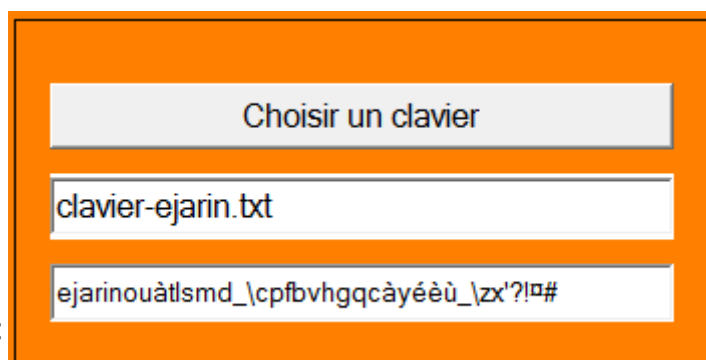 Choisir un clavier
clavier-ejarin.txt
ejarinouàtlsmd_\cpfbvhgqcàyéèù_\zx'?!¤#